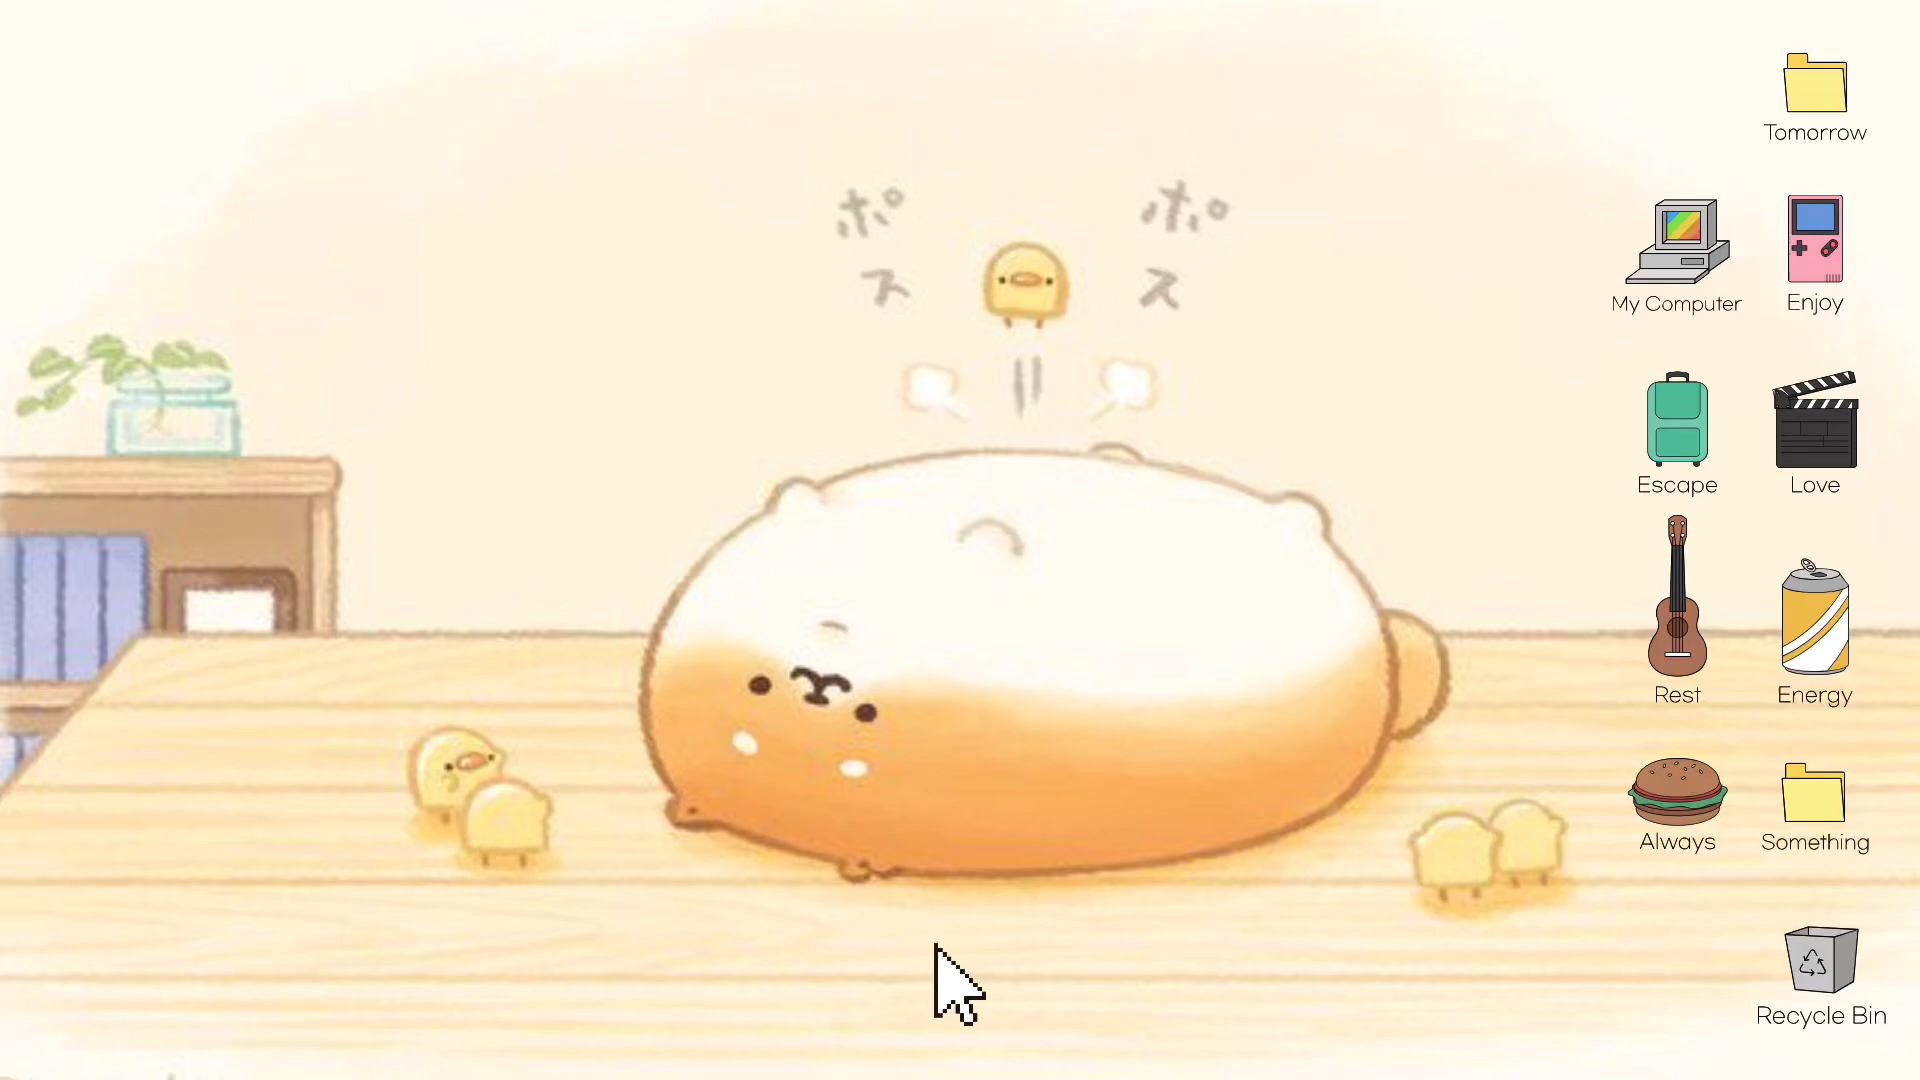 ポス
ポス
Tomorrow
My Computer
Enjoy
Escape
Love
Rest
Energy
Always
Something
Recycle Bin